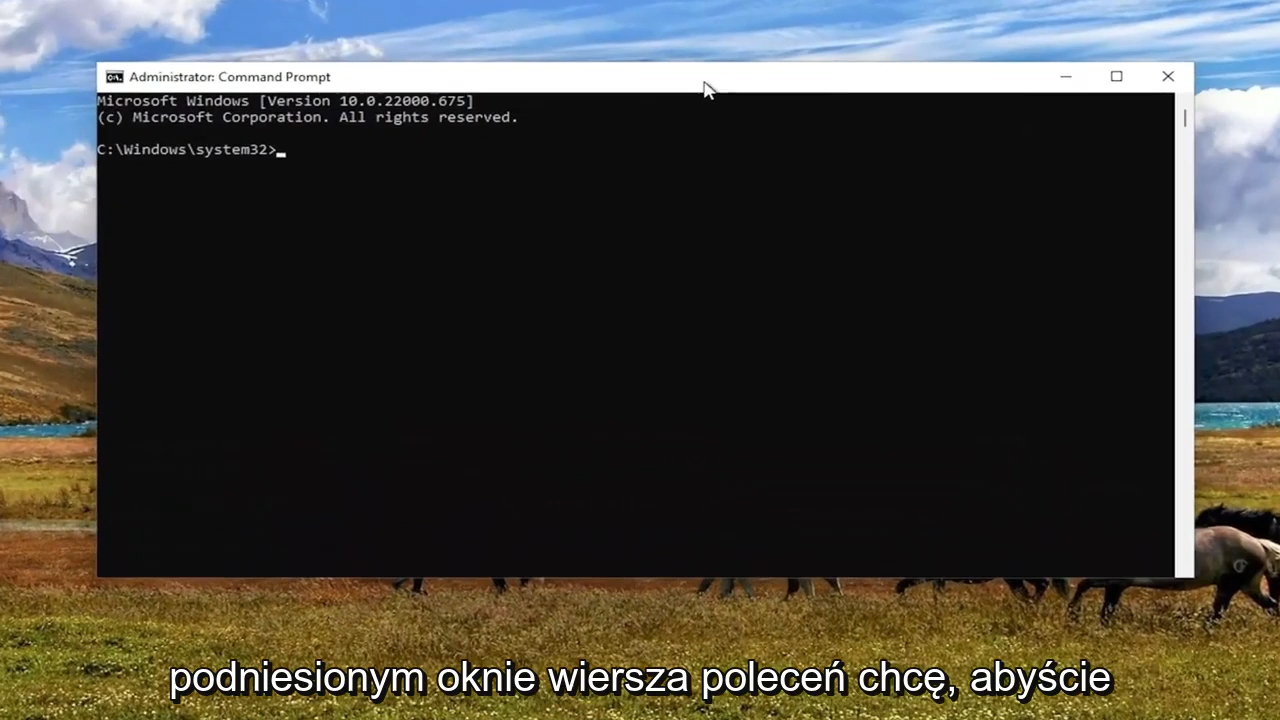 Administrator: Command Prompt
Microsoft Windows [Version 10.0.22000.675]
(c) Microsoft Corporation. All rights reserved.
C:\Windows\system32>
podniesionym oknie wiersza poleceń chcę, abyście